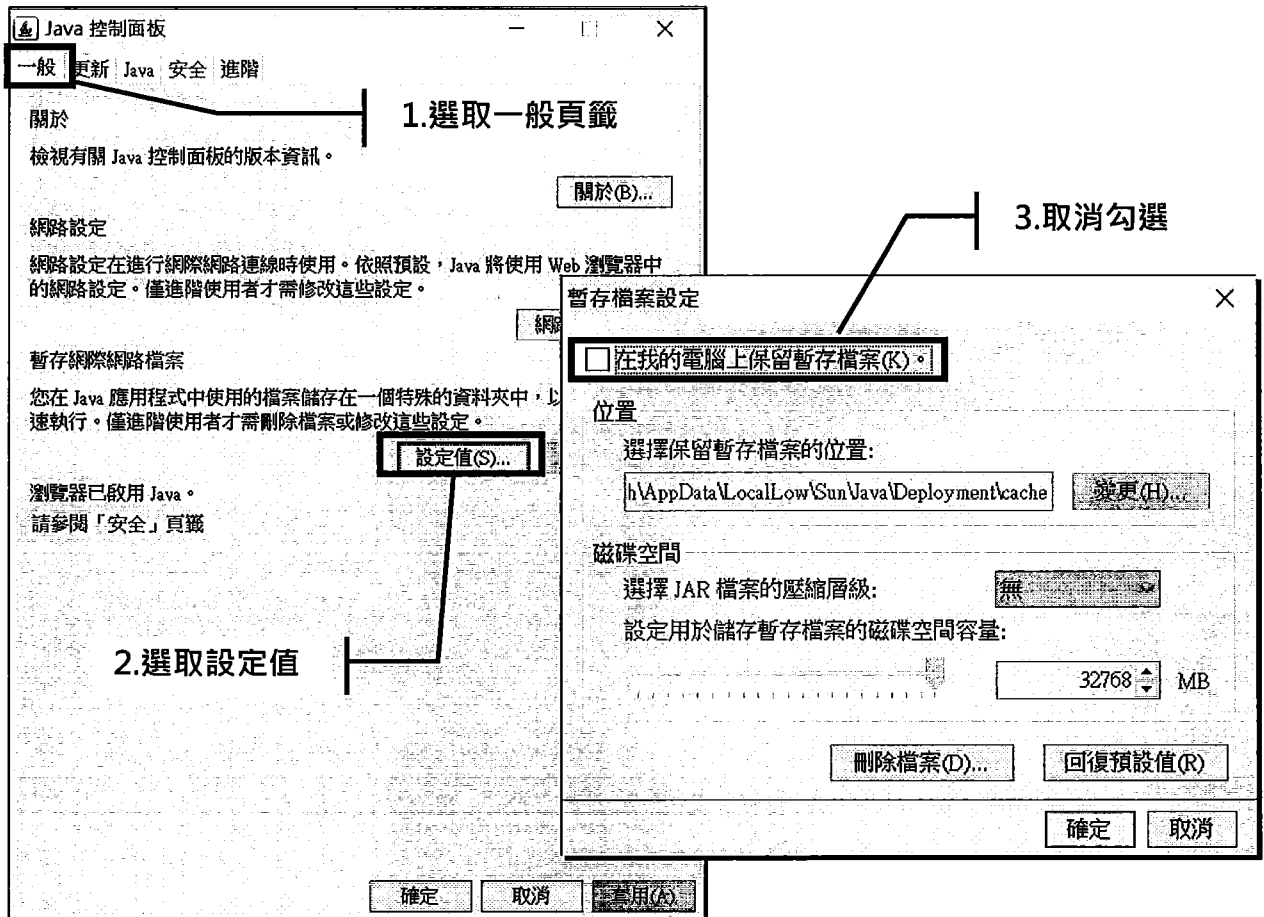 Java 控制面板
一般 更新 Java 安全 進階
1.選取一般頁籤
關於
檢視有關 Java 控制面板的版本資訊。
關於(B)...
網路設定
網路設定在進行網際網路連線時使用。依照預設，Java 將使用 Web 瀏覽器中
的網路設定。僅進階使用者才需修改這些設定。
網路
暫存網際網路檔案
您在 Java 應用程式中使用的檔案儲存在一個特殊的資料夾中，以
速執行。僅進階使用者才需刪除檔案或修改這些設定。
設定值(S)...
瀏覽器已啟用 Java。
請參閱「安全」頁籤
2.選取設定值
確定 取消 套用(A)
3.取消勾選
暫存檔案設定
在我的電腦上保留暫存檔案(K)。
位置
選擇保留暫存檔案的位置:
h\AppData\LocalLow\Sun\Java\Deployment\cache
變更(H)...
磁碟空間
選擇 JAR 檔案的壓縮層級:
無
設定用於儲存暫存檔案的磁碟空間容量:
32768 MB
刪除檔案(D)... 回復預設值(R)
確定 取消